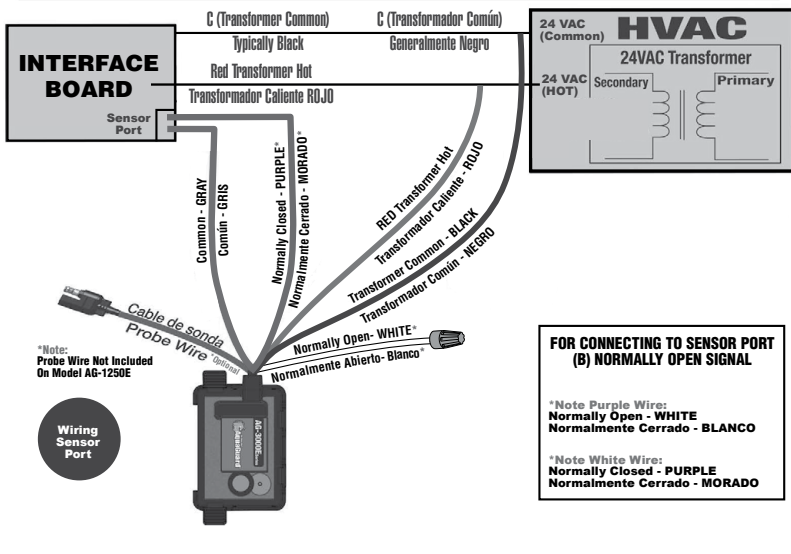 C (Transformer Common)
C (Transformador Común)
Typically Black
Generalmente Negro
24 VAC
(Common)
HVAC
24VAC Transformer
Secondary
Primary
24 VAC
(HOT)
INTERFACE
BOARD
Red Transformer Hot
Transformador Caliente ROJO
Sensor
Port
Common - GRAY
Común - GRIS
Normally Closed - PURPLE*
Normalmente Cerrado - MORADO*
RED Transformer Hot
Transformador Caliente - ROJO
Transformer Common - BLACK
Transformador Común - NEGRO
Cable de sonda
Probe Wire *Optional
Normally Open- WHITE*
Normalmente Abierto- Blanco*
*Note:
Probe Wire Not Included
On Model AG-1250E
Wiring
Sensor
Port
AG-3000E
AquaGuard
FOR CONNECTING TO SENSOR PORT
(B) NORMALLY OPEN SIGNAL
*Note Purple Wire:
Normally Open - WHITE
Normalmente Cerrado - BLANCO
*Note White Wire:
Normally Closed - PURPLE
Normalmente Cerrado - MORADO